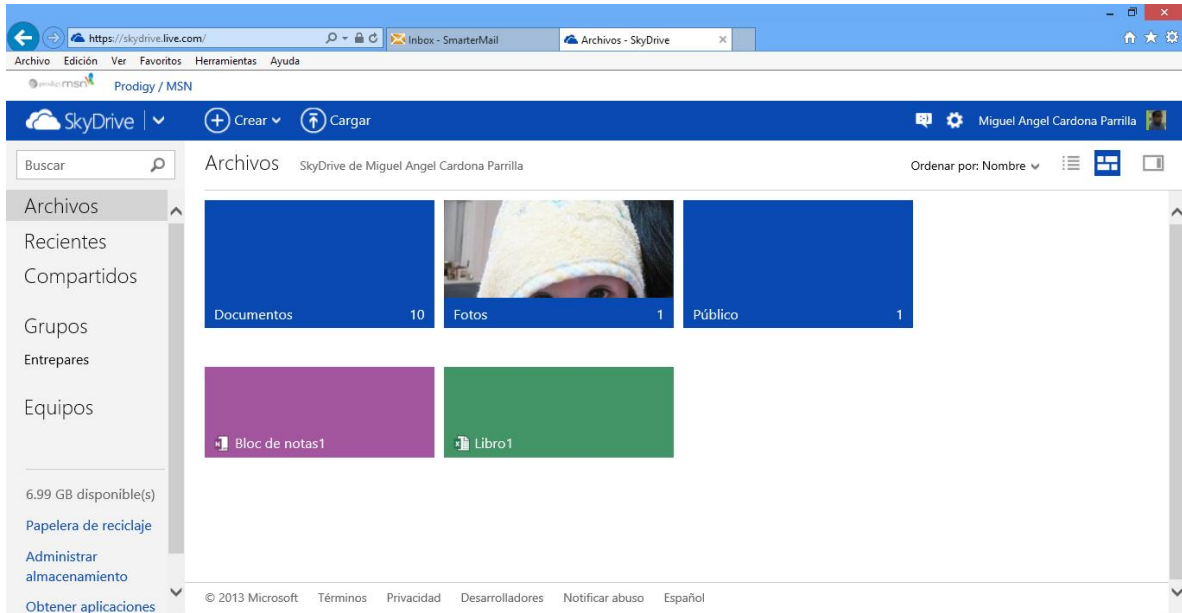 https://skydrive.live.com/
Inbox - SmarterMail
Archivos - SkyDrive
Archivo Edición Ver Favoritos Herramientas Ayuda
msn
Prodigy / MSN
SkyDrive
Crear
Cargar
Miguel Angel Cardona Parrilla
Buscar
Archivos
SkyDrive de Miguel Angel Cardona Parrilla
Ordenar por: Nombre
Archivos
Recientes
Compartidos
Grupos
Entrepares
Equipos
6.99 GB disponible(s)
Papelera de reciclaje
Administrar
almacenamiento
Obtener aplicaciones
Documentos 10
Fotos 1
Público 1
Bloc de notas1
Libro1
© 2013 Microsoft Términos Privacidad Desarrolladores Notificar abuso Español